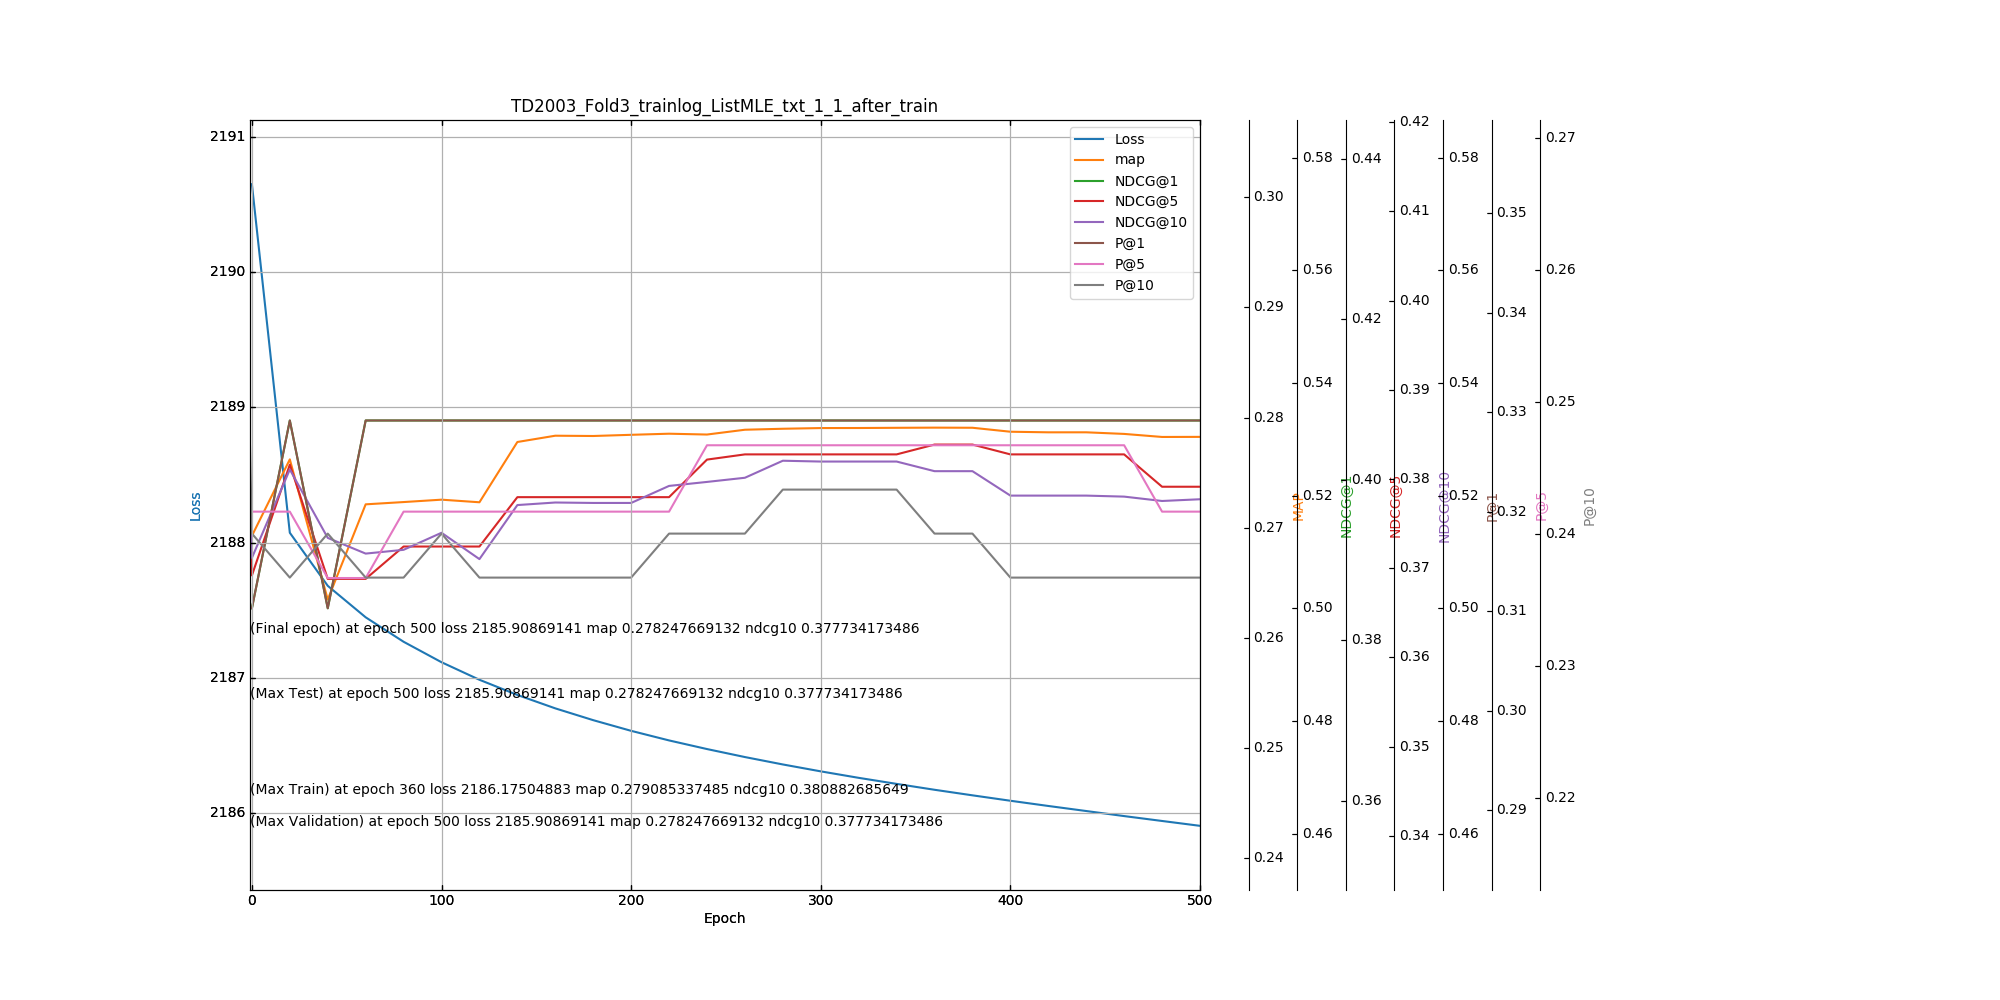 TD2003_Fold3_trainlog_ListMLE_txt_1_1_after_train
Loss
map
NDCG@1
NDCG@5
NDCG@10
P@1
P@5
P@10
2191
2190
2189
2188
2187
2186
Loss
(Final epoch) at epoch 500 loss 2185.90869141 map 0.278247669132 ndcg10 0.377734173486
(Max Test) at epoch 500 loss 2185.90869141 map 0.278247669132 ndcg10 0.377734173486
(Max Train) at epoch 360 loss 2186.17504883 map 0.279085337485 ndcg10 0.380882685649
(Max Validation) at epoch 500 loss 2185.90869141 map 0.278247669132 ndcg10 0.377734173486
0 100 200 300 400 500
Epoch
0.30
0.29
0.28
0.27
0.26
0.25
0.24
MAP
0.58
0.56
0.54
0.52
0.50
0.48
0.46
NDCG@1
0.44
0.42
0.40
0.38
0.36
NDCG@5
0.42
0.41
0.40
0.39
0.38
0.37
0.36
0.35
0.34
NDCG@10
0.58
0.56
0.54
0.52
0.50
0.48
0.46
P@1
0.35
0.34
0.33
0.32
0.31
0.30
0.29
P@5
0.27
0.26
0.25
0.24
0.23
0.22
P@10